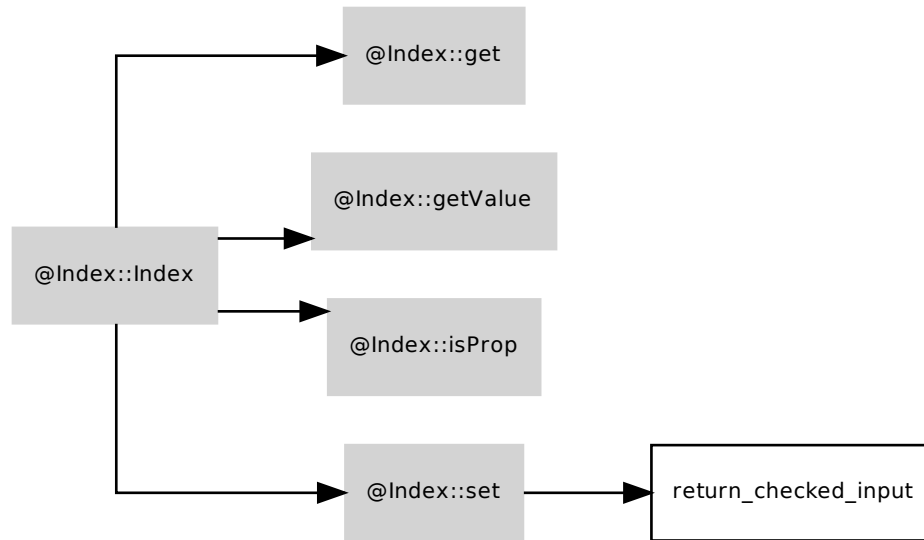 @Index::get
@Index::getValue
@Index::Index
@Index::isProp
@Index::set
return_checked_input